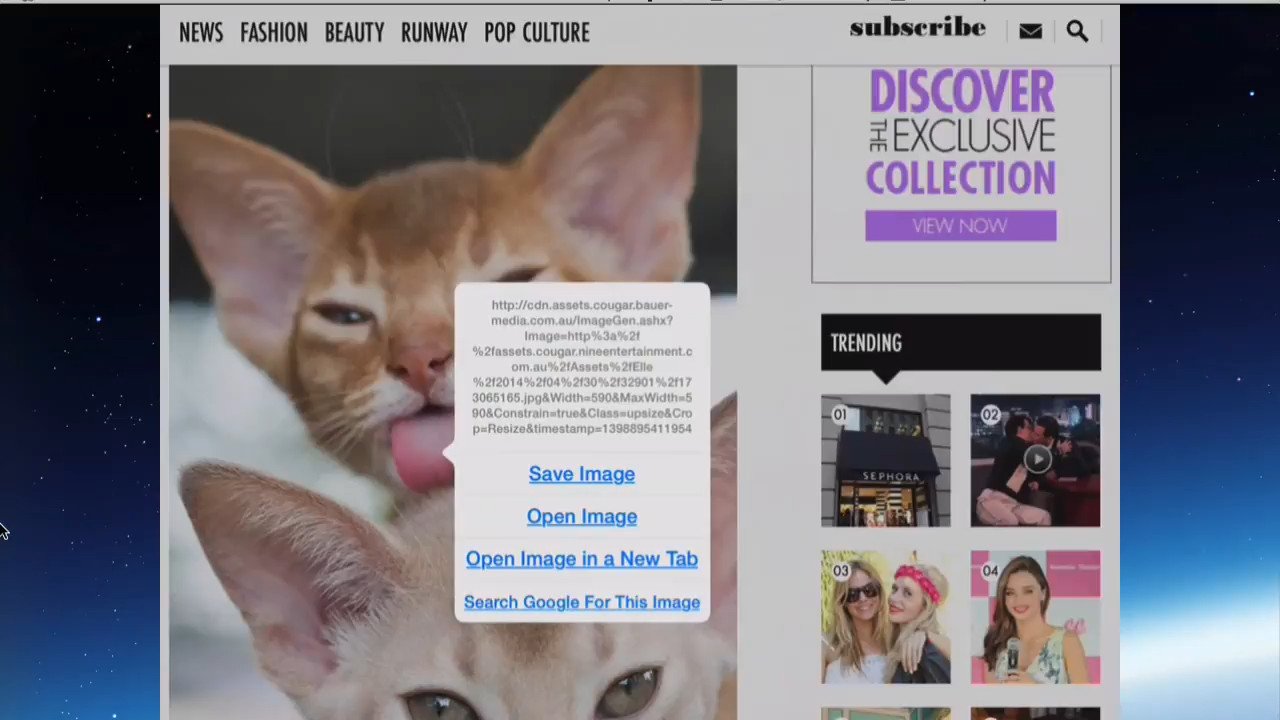 NEWS FASHION BEAUTY RUNWAY POP CULTURE subscribe
DISCOVER
THE EXCLUSIVE
COLLECTION
VIEW NOW
http://cdn.assets.cougar.bauer-
media.com.au/ImageGen.ashx?
Image=http%3a%2f
%2fassets.cougar.nineentertainment.c
om.au%2fAssets%2fElle
%2f2014%2f04%2f30%2f32901%2f17
3065165.jpg&Width=590&MaxWidth=5
90&Constrain=true&Class=upsize&Cro
p=Resize&timestamp=1398895411954
Save Image
Open Image
Open Image in a New Tab
Search Google For This Image
TRENDING
01
SEPHORA
02
03
04